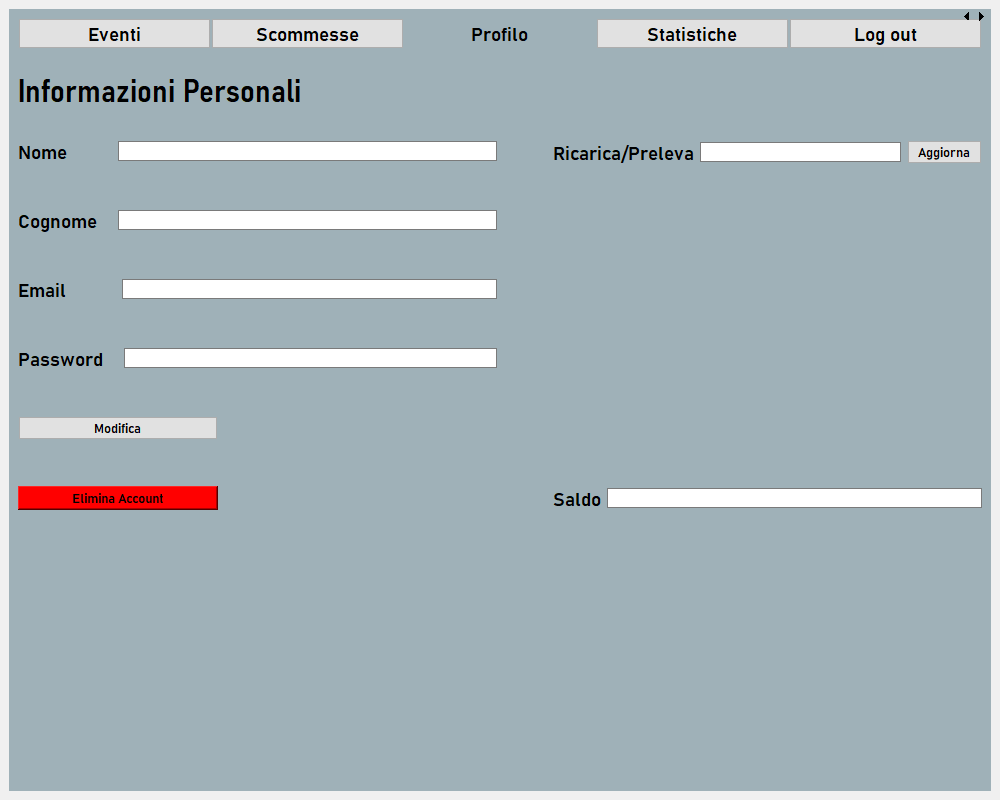 Eventi Scommesse Profilo Statistiche Log out
Informazioni Personali
Nome
Ricarica/Preleva Aggiorna
Cognome
Email
Password
Modifica
Elimina Account
Saldo